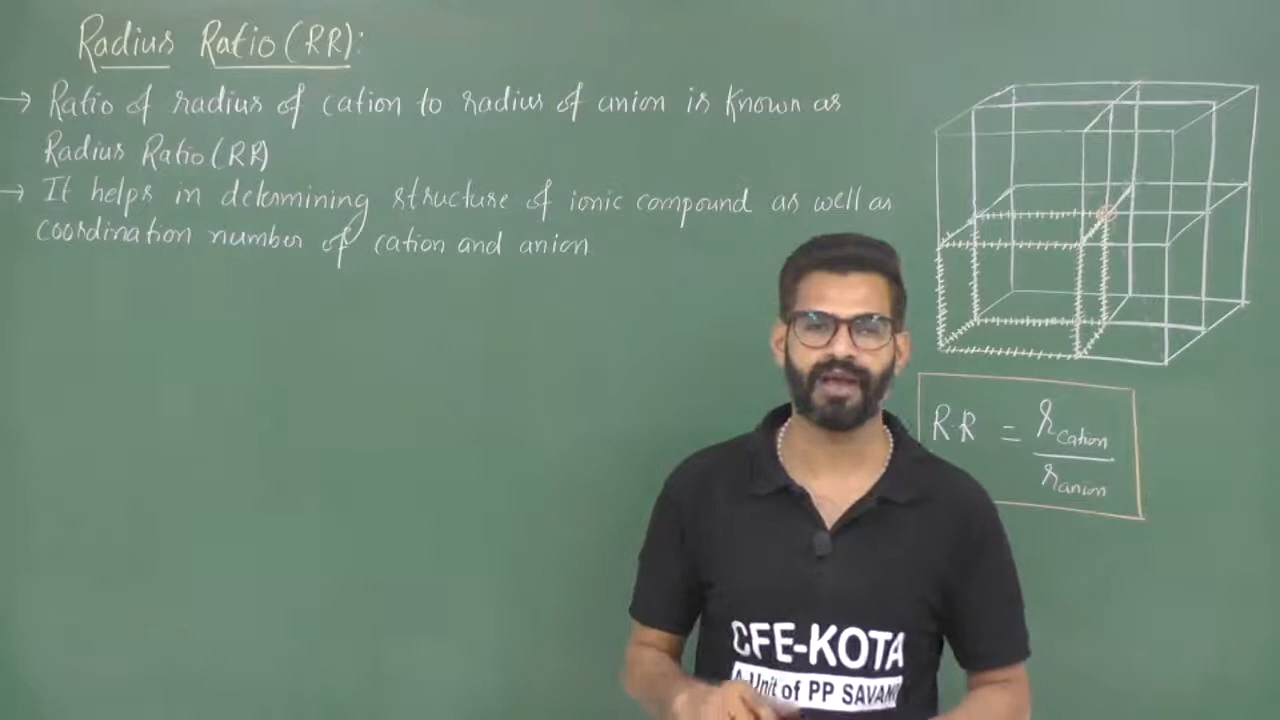 Radius Ratio (RR):
→ Ratio of radius of cation to radius of anion is known as
Radius Ratio (RR)
→ It helps in determining structure of ionic compound as well as
coordination number of cation and anion
R.R = r cation / r anion
CFE-KOTA
A Unit of PP SAVANI